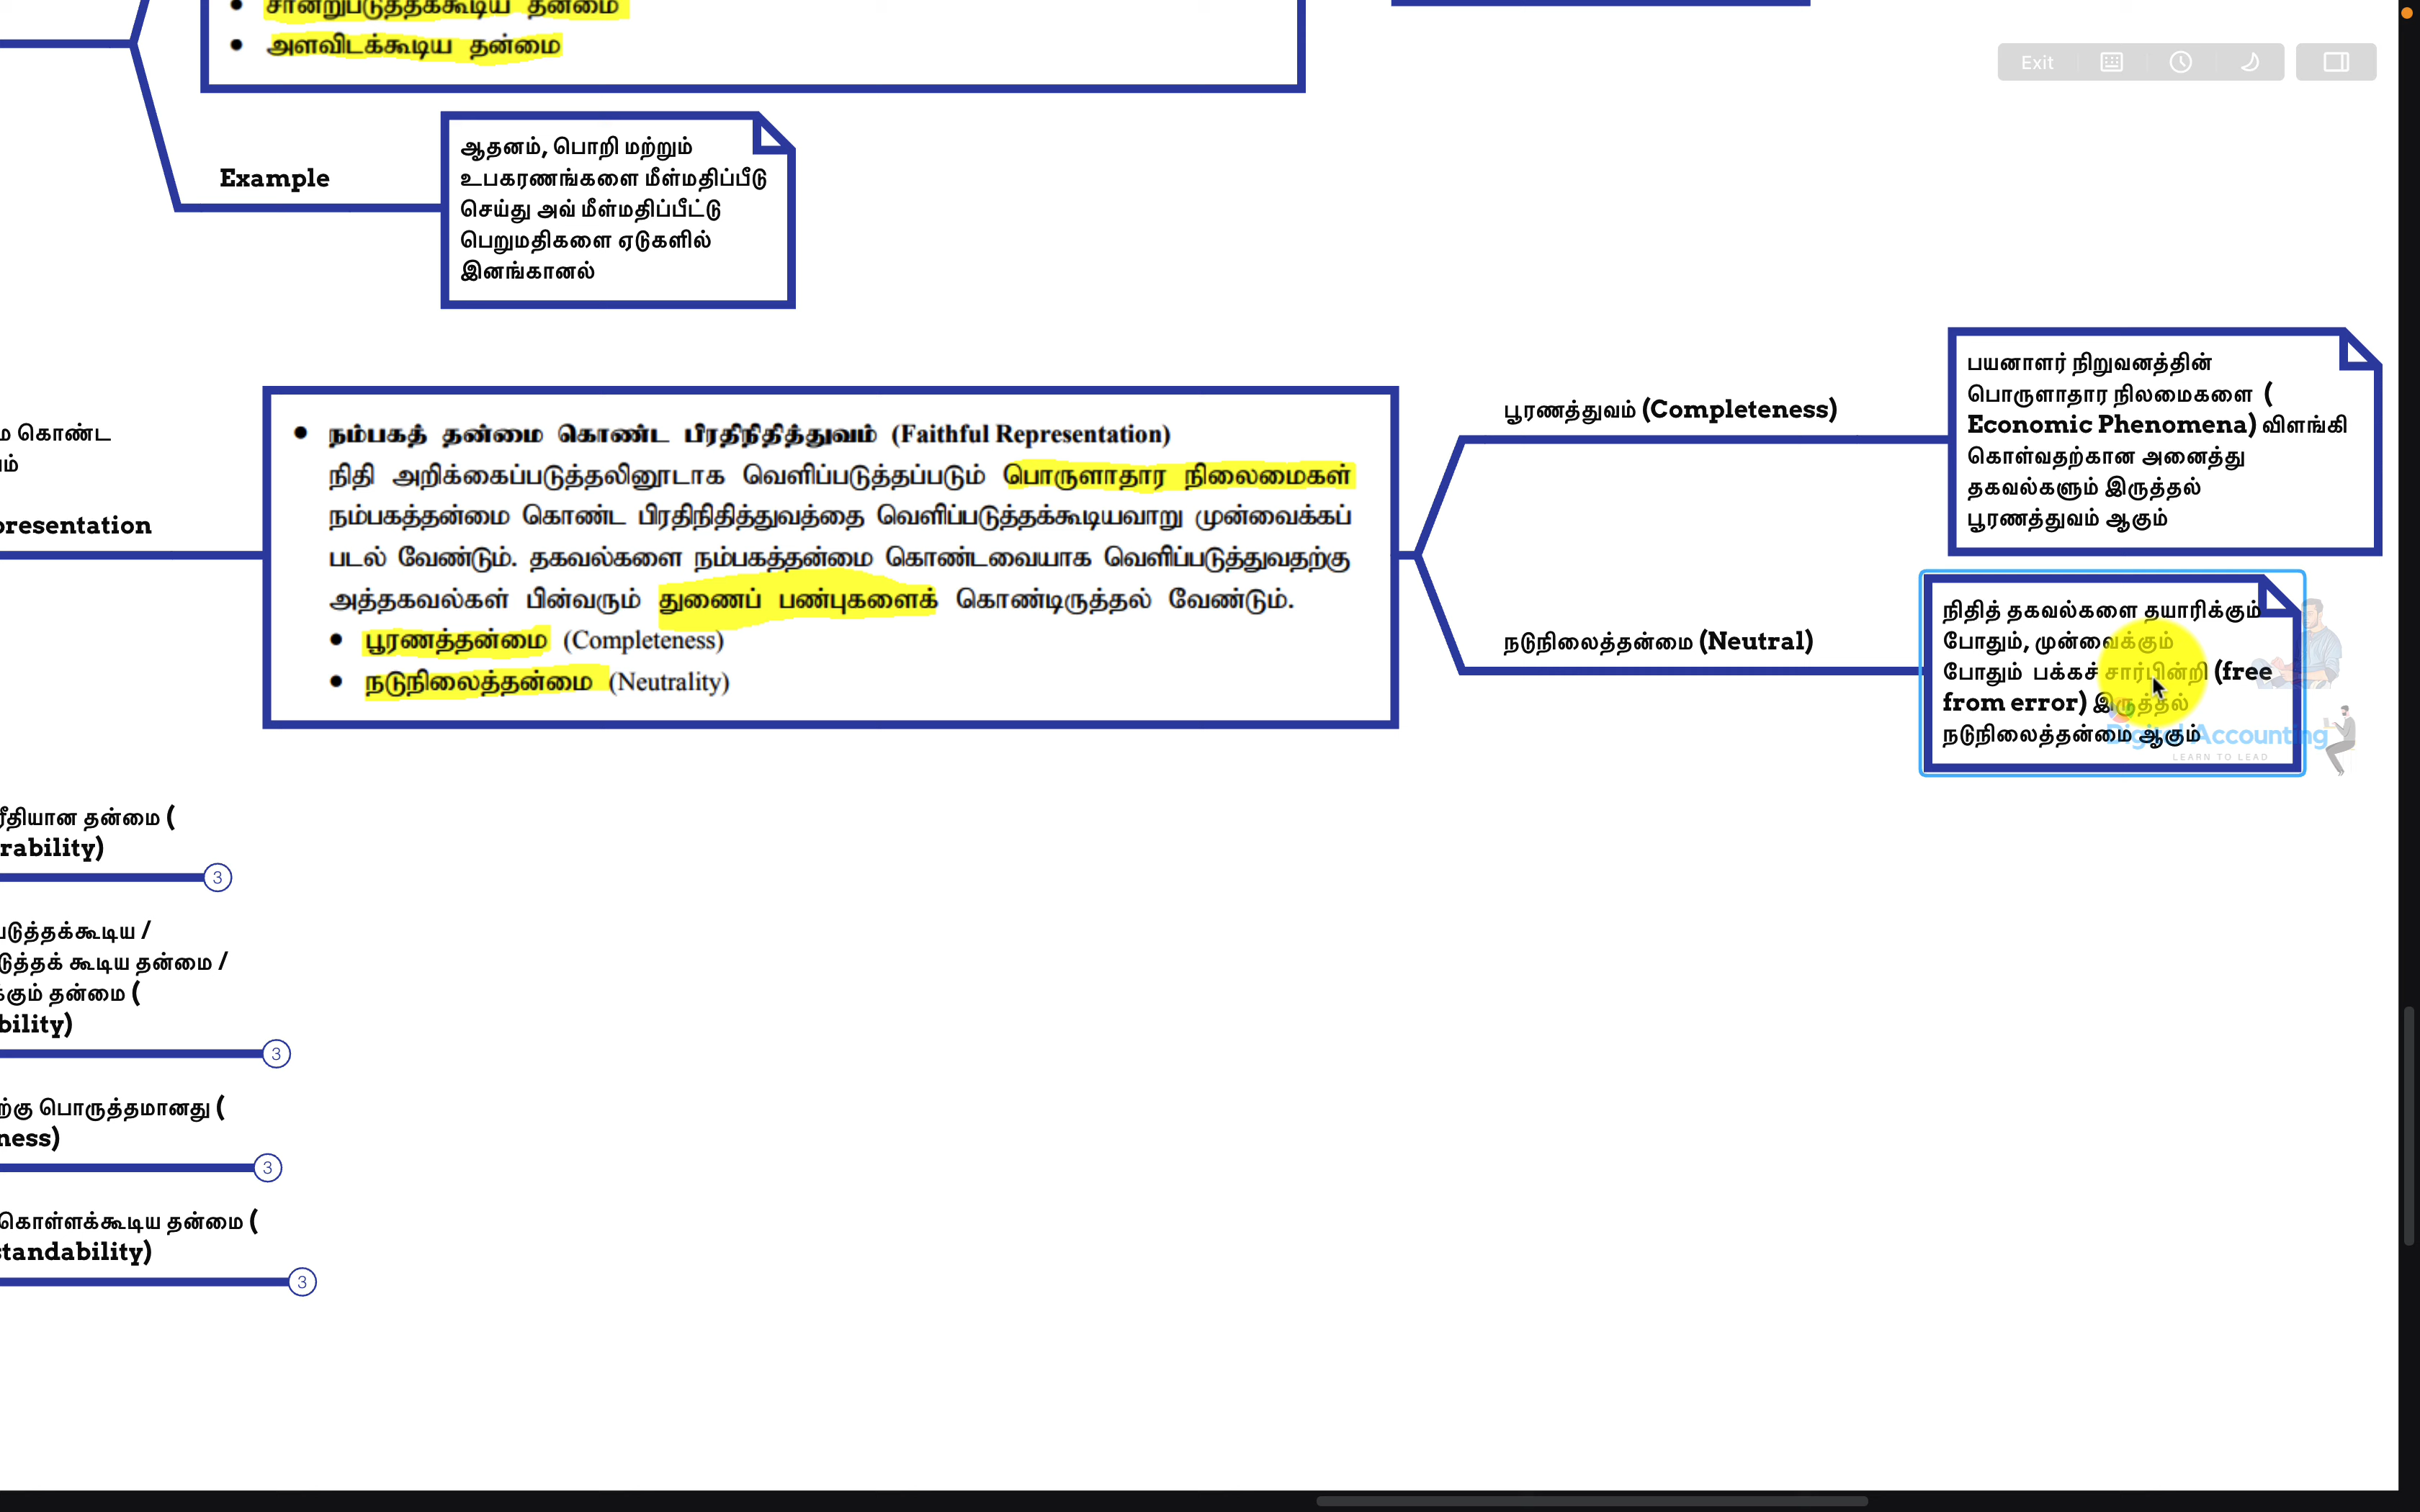 சான்றுபடுத்தக்கூடிய தன்மை
• அளவிடக்கூடிய தன்மை
Exit
Example
ஆதனம், பொறி மற்றும்
உபகரணங்களை மீள்மதிப்பீடு
செய்து அவ் மீள்மதிப்பீட்டு
பெறுமதிகளை ஏடுகளில்
இனங்கானல்
கொண்ட
presentation
• நம்பகத் தன்மை கொண்ட பிரதிநிதித்துவம் (Faithful Representation)
நிதி அறிக்கைப்படுத்தலினூடாக வெளிப்படுத்தப்படும் பொருளாதார நிலைமைகள்
நம்பகத்தன்மை கொண்ட பிரதிநிதித்துவத்தை வெளிப்படுத்தக்கூடியவாறு முன்வைக்கப்
படல் வேண்டும். தகவல்களை நம்பகத்தன்மை கொண்டவையாக வெளிப்படுத்துவதற்கு
அத்தகவல்கள் பின்வரும் துணைப் பண்புகளைக் கொண்டிருத்தல் வேண்டும்.
• பூரணத்தன்மை (Completeness)
• நடுநிலைத்தன்மை (Neutrality)
பூரணத்துவம் (Completeness)
பயனாளர் நிறுவனத்தின்
பொருளாதார நிலமைகளை (
Economic Phenomena) விளங்கி
கொள்வதற்கான அனைத்து
தகவல்களும் இருத்தல்
பூரணத்துவம் ஆகும்
நடுநிலைத்தன்மை (Neutral)
நிதித் தகவல்களை தயாரிக்கும்
போதும், முன்வைக்கும்
போதும் பக்கச் சார்பின்றி (free
from error) இருத்தல்
நடுநிலைத்தன்மை ஆகும்
Digital Accounting
LEARN TO LEAD
ரீதியான தன்மை (
rability)
3
படுத்தக்கூடிய /
டுத்தக் கூடிய தன்மை /
க்கும் தன்மை (
bility)
3
ற்கு பொருத்தமானது (
ness)
3
கொள்ளக்கூடிய தன்மை (
standability)
3